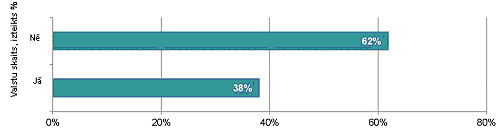 Valstu skaits, izteikts %
Nē
62%
Jā
38%
0%
20%
40%
60%
80%